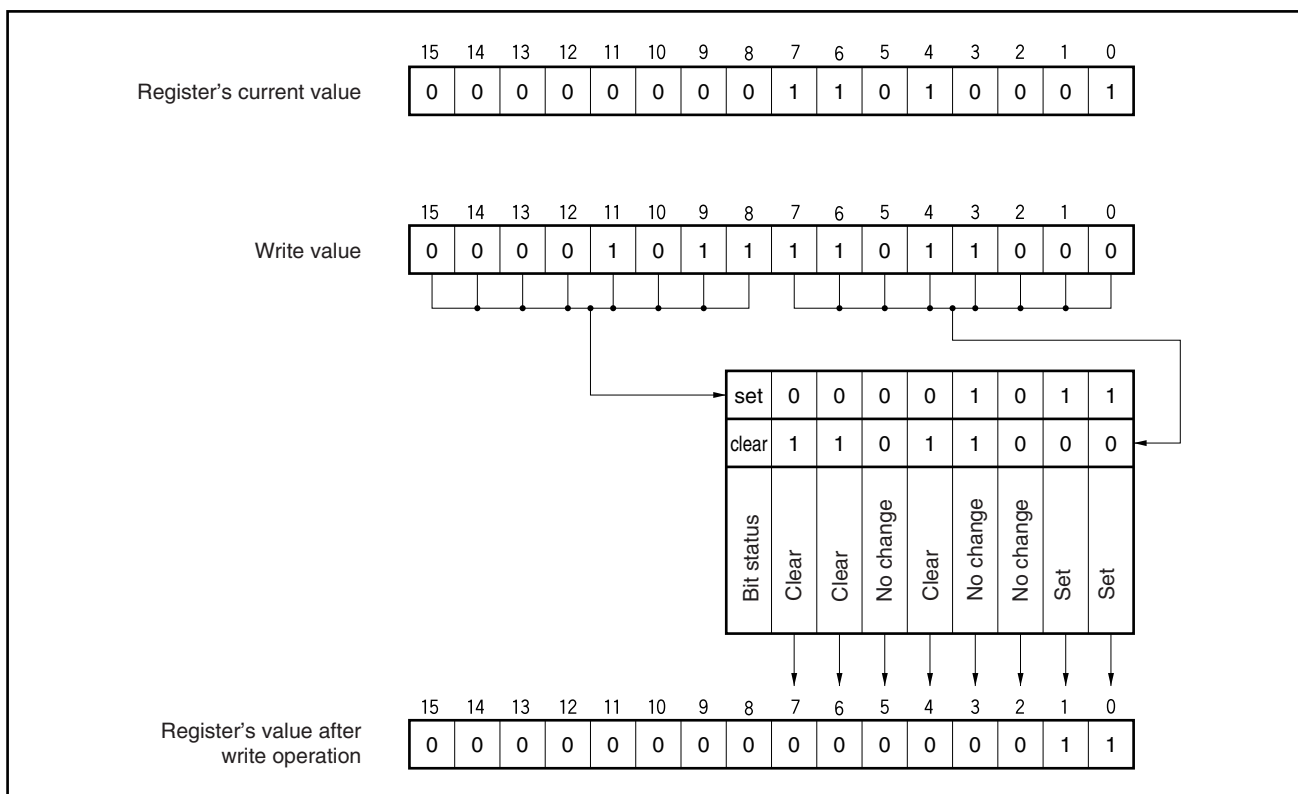 15 14 13 12 11 10 9 8 7 6 5 4 3 2 1 0
Register's current value 0 0 0 0 0 0 0 0 1 1 0 1 0 0 0 1
15 14 13 12 11 10 9 8 7 6 5 4 3 2 1 0
Write value 0 0 0 0 1 0 1 1 1 1 0 1 1 0 0 0
set 0 0 0 0 1 0 1 1
clear 1 1 0 1 1 0 0 0
Bit status Clear Clear No change Clear No change No change Set Set
15 14 13 12 11 10 9 8 7 6 5 4 3 2 1 0
Register's value after
write operation 0 0 0 0 0 0 0 0 0 0 0 0 0 0 1 1